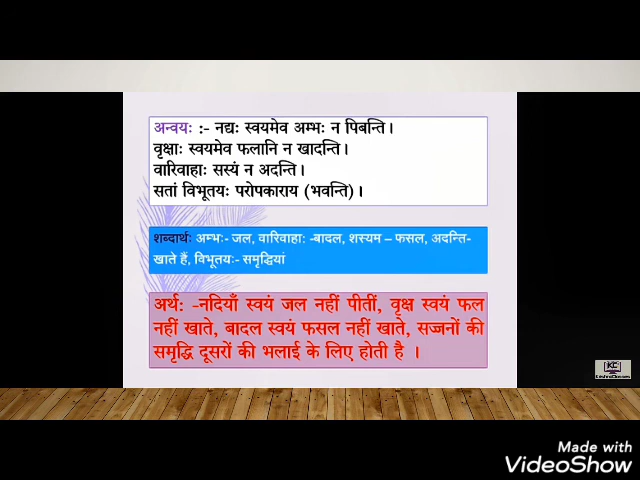 अन्वयः :- नद्यः स्वयमेव अम्भः न पिबन्ति।
वृक्षाः स्वयमेव फलानि न खादन्ति।
वारिवाहाः सस्यं न अदन्ति।
सतां विभूतयः परोपकाराय (भवन्ति)।
शब्दार्थः अम्भः- जल, वारिवाहा: -बादल, शस्यम – फसल, अदन्ति-
खाते हैं, विभूतयः- समृद्धियां
अर्थ: -नदियाँ स्वयं जल नहीं पीतीं, वृक्ष स्वयं फल
नहीं खाते, बादल स्वयं फसल नहीं खाते, सज्जनों की
समृद्धि दूसरों की भलाई के लिए होती है ।
KC
Made with
VideoShow